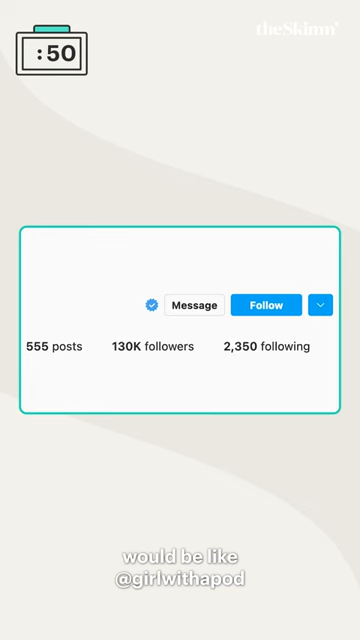 :50
theSkimm'
Message
Follow
555 posts 130K followers 2,350 following
would be like
@girlwithapod